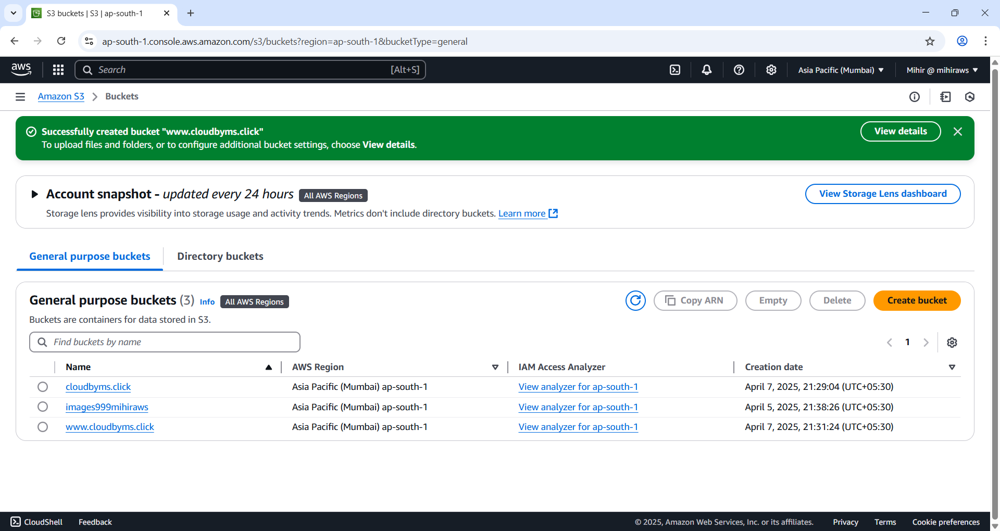 S3 buckets | S3 | ap-south-1
ap-south-1.console.aws.amazon.com/s3/buckets?region=ap-south-1&bucketType=general
aws
Search
[Alt+S]
Asia Pacific (Mumbai)
Mihir @ mihiraws
Amazon S3 > Buckets
Successfully created bucket "www.cloudbyms.click"
To upload files and folders, or to configure additional bucket settings, choose View details.
View details
Account snapshot - updated every 24 hours All AWS Regions
Storage lens provides visibility into storage usage and activity trends. Metrics don't include directory buckets. Learn more
View Storage Lens dashboard
General purpose buckets
Directory buckets
General purpose buckets (3) Info All AWS Regions
Buckets are containers for data stored in S3.
Copy ARN
Empty
Delete
Create bucket
Find buckets by name
1
Name AWS Region IAM Access Analyzer Creation date
cloudbyms.click Asia Pacific (Mumbai) ap-south-1 View analyzer for ap-south-1 April 7, 2025, 21:29:04 (UTC+05:30)
images999mihiraws Asia Pacific (Mumbai) ap-south-1 View analyzer for ap-south-1 April 5, 2025, 21:38:26 (UTC+05:30)
www.cloudbyms.click Asia Pacific (Mumbai) ap-south-1 View analyzer for ap-south-1 April 7, 2025, 21:31:24 (UTC+05:30)
CloudShell Feedback © 2025, Amazon Web Services, Inc. or its affiliates. Privacy Terms Cookie preferences